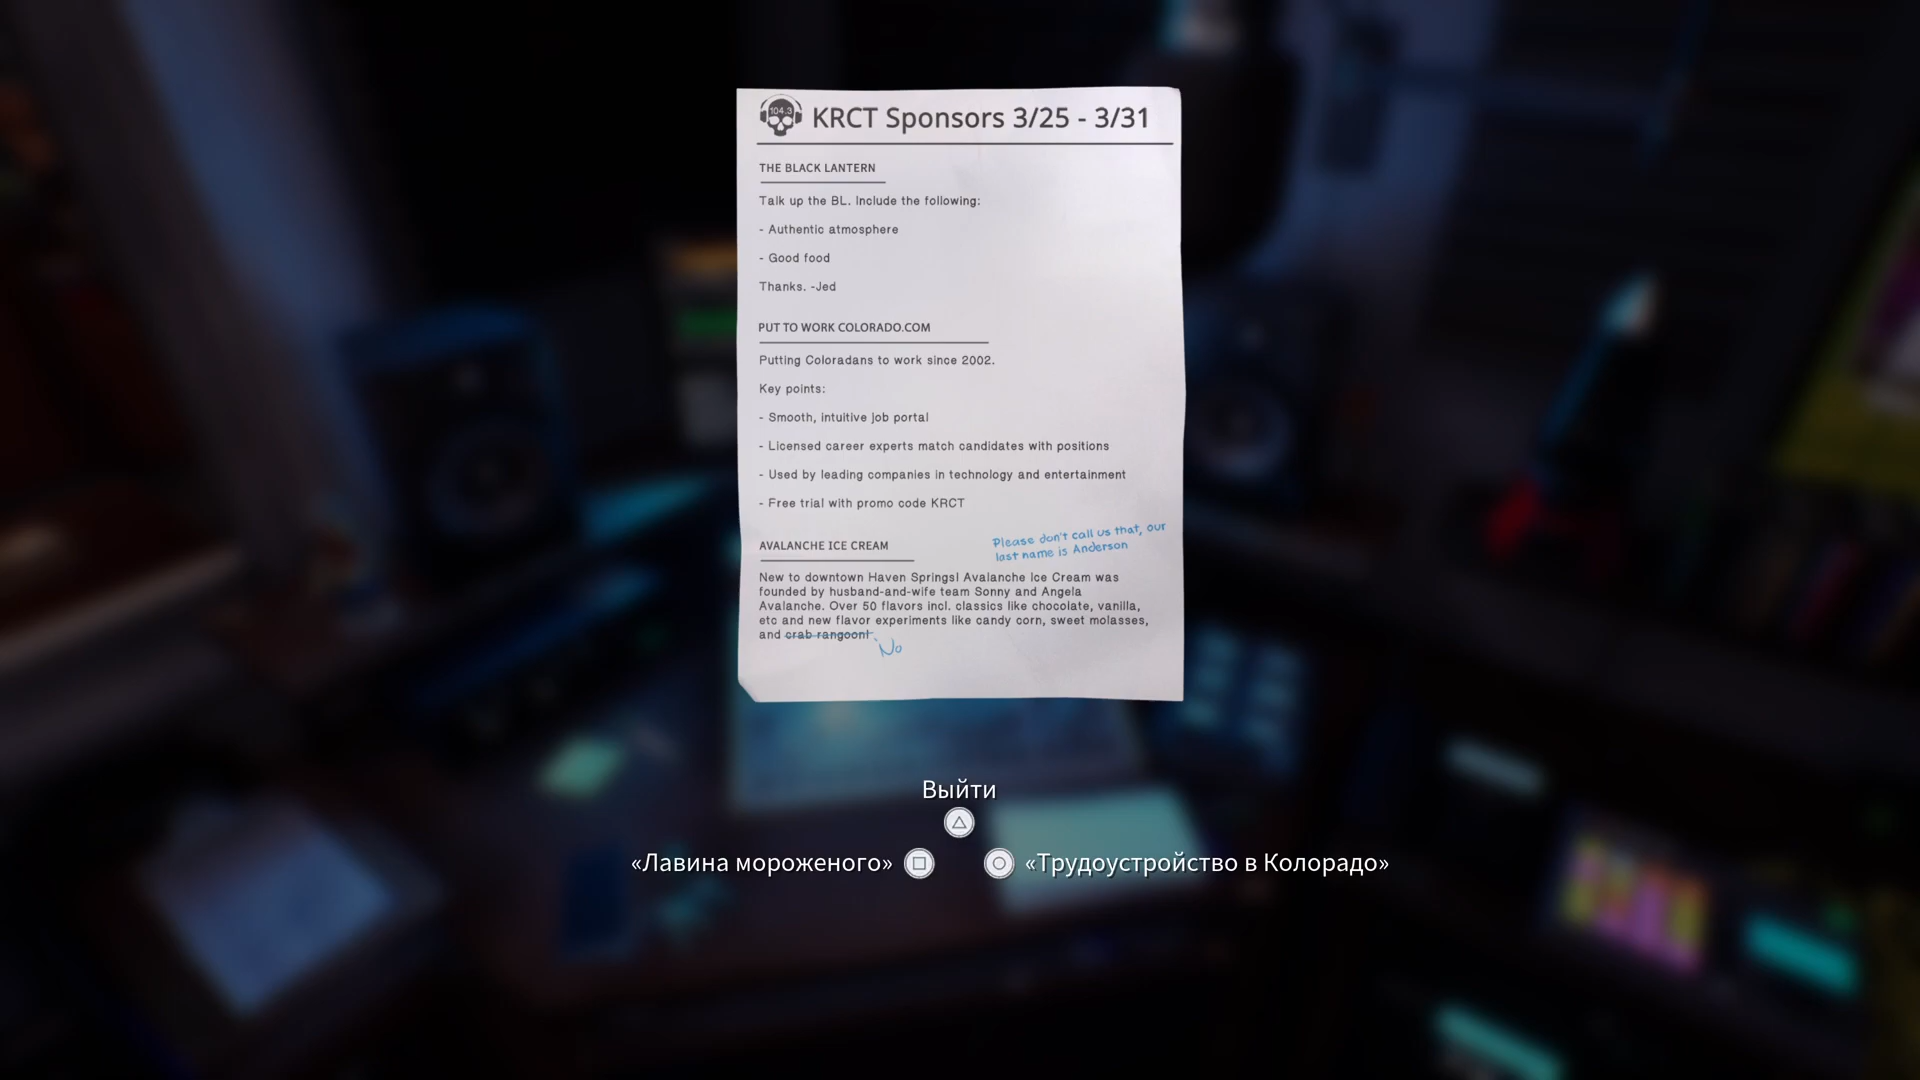 104.3
KRCT Sponsors 3/25 - 3/31
THE BLACK LANTERN
Talk up the BL. Include the following:
- Authentic atmosphere
- Good food
Thanks. -Jed
PUT TO WORK COLORADO.COM
Putting Coloradans to work since 2002.
Key points:
- Smooth, intuitive job portal
- Licensed career experts match candidates with positions
- Used by leading companies in technology and entertainment
- Free trial with promo code KRCT
Please don't call us that, our
last name is Anderson
AVALANCHE ICE CREAM
New to downtown Haven Springs! Avalanche Ice Cream was
founded by husband-and-wife team Sonny and Angela
Avalanche. Over 50 flavors incl. classics like chocolate, vanilla,
etc and new flavor experiments like candy corn, sweet molasses,
and crab rangoon!
No
Выйти
«Лавина мороженого»
«Трудоустройство в Колорадо»